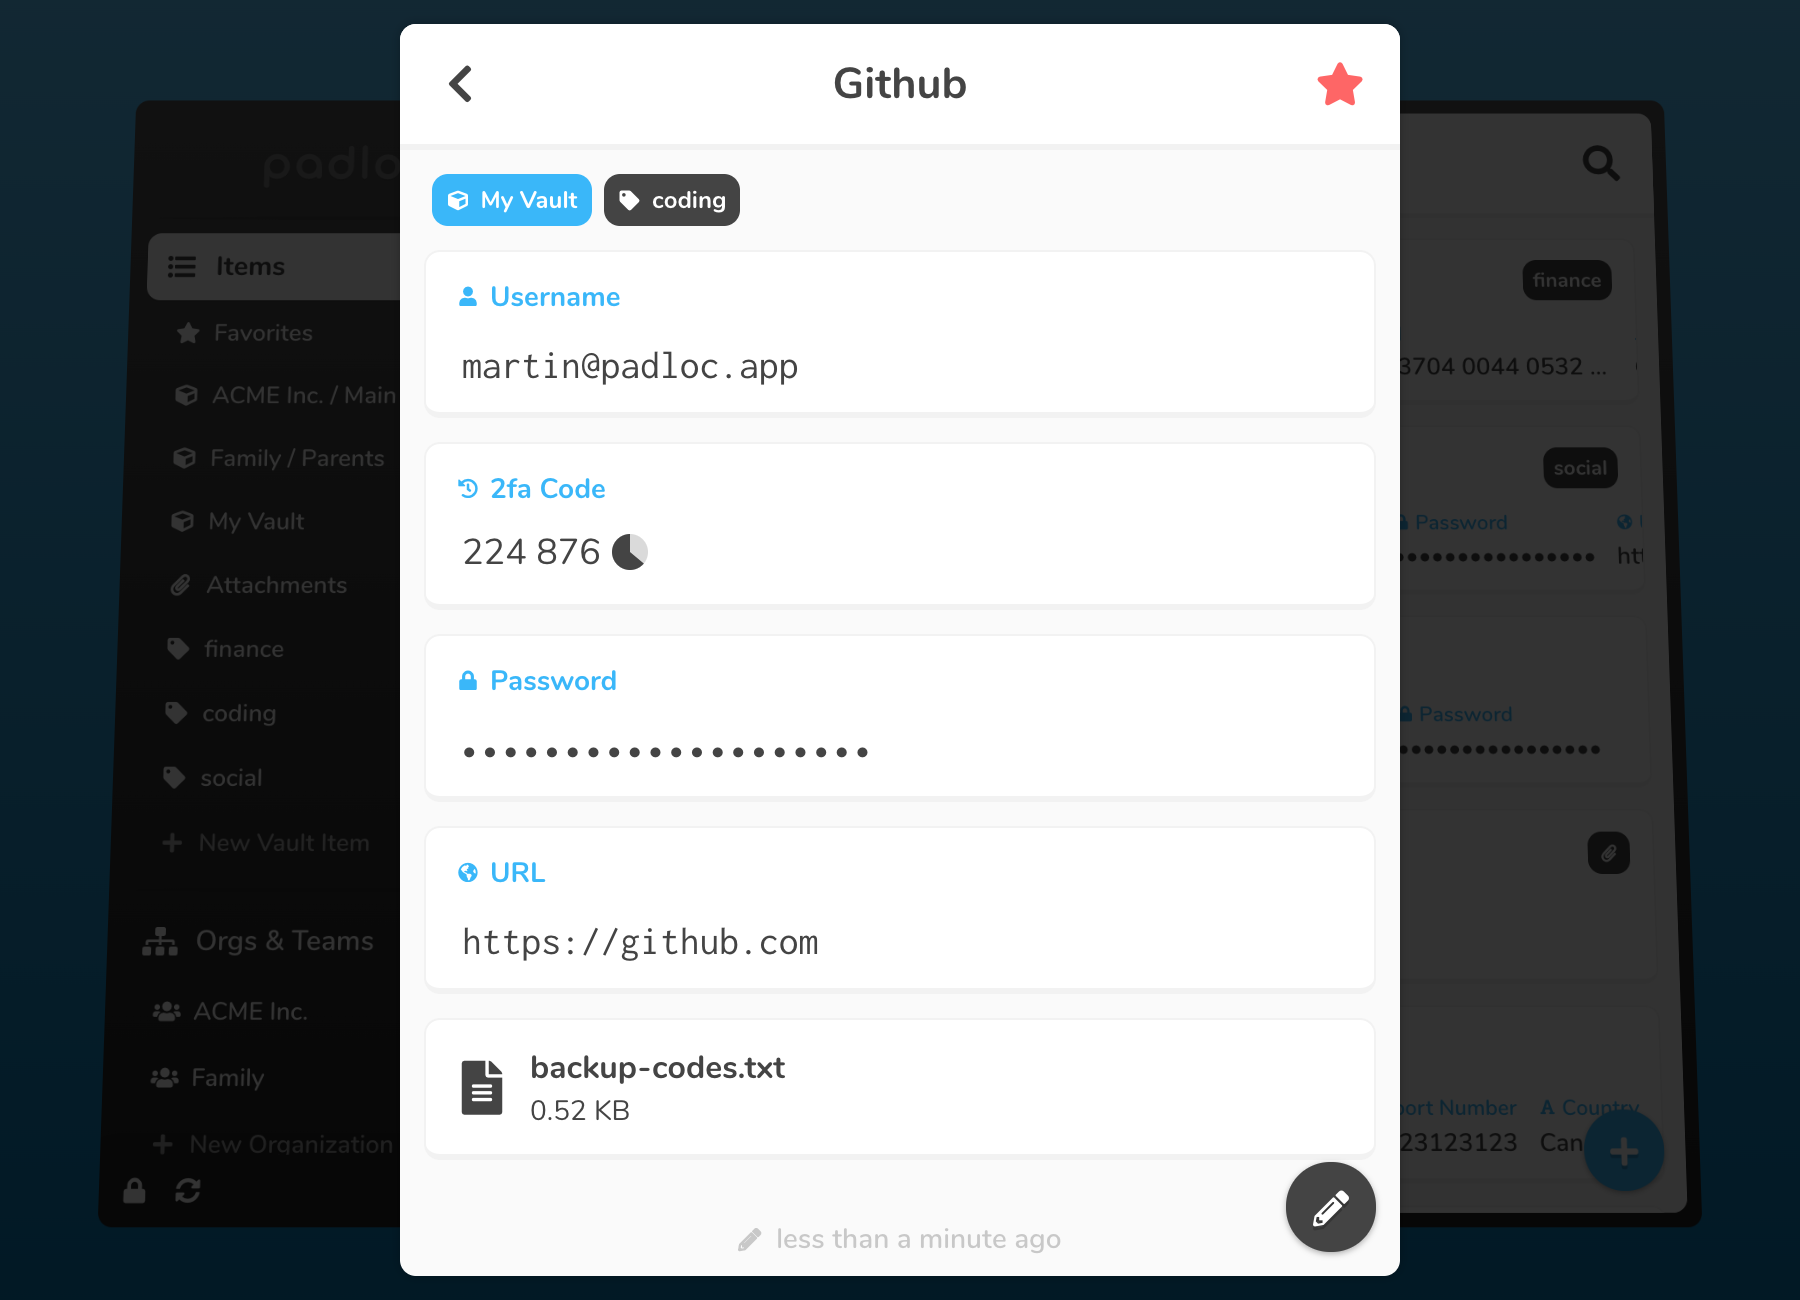 Github
My Vault
coding
Username
martin@padloc.app
2fa Code
224 876
Password
•••••••••••••••••••• 
URL
https://github.com
backup-codes.txt
0.52 KB
less than a minute ago
padlo
Items
Favorites
ACME Inc. / Main
Family / Parents
My Vault
Attachments
finance
coding
social
New Vault Item
Orgs & Teams
ACME Inc.
Family
New Organization
finance
3704 0044 0532 ...
social
Password
htt
Password
port Number
Country
23123123
Can